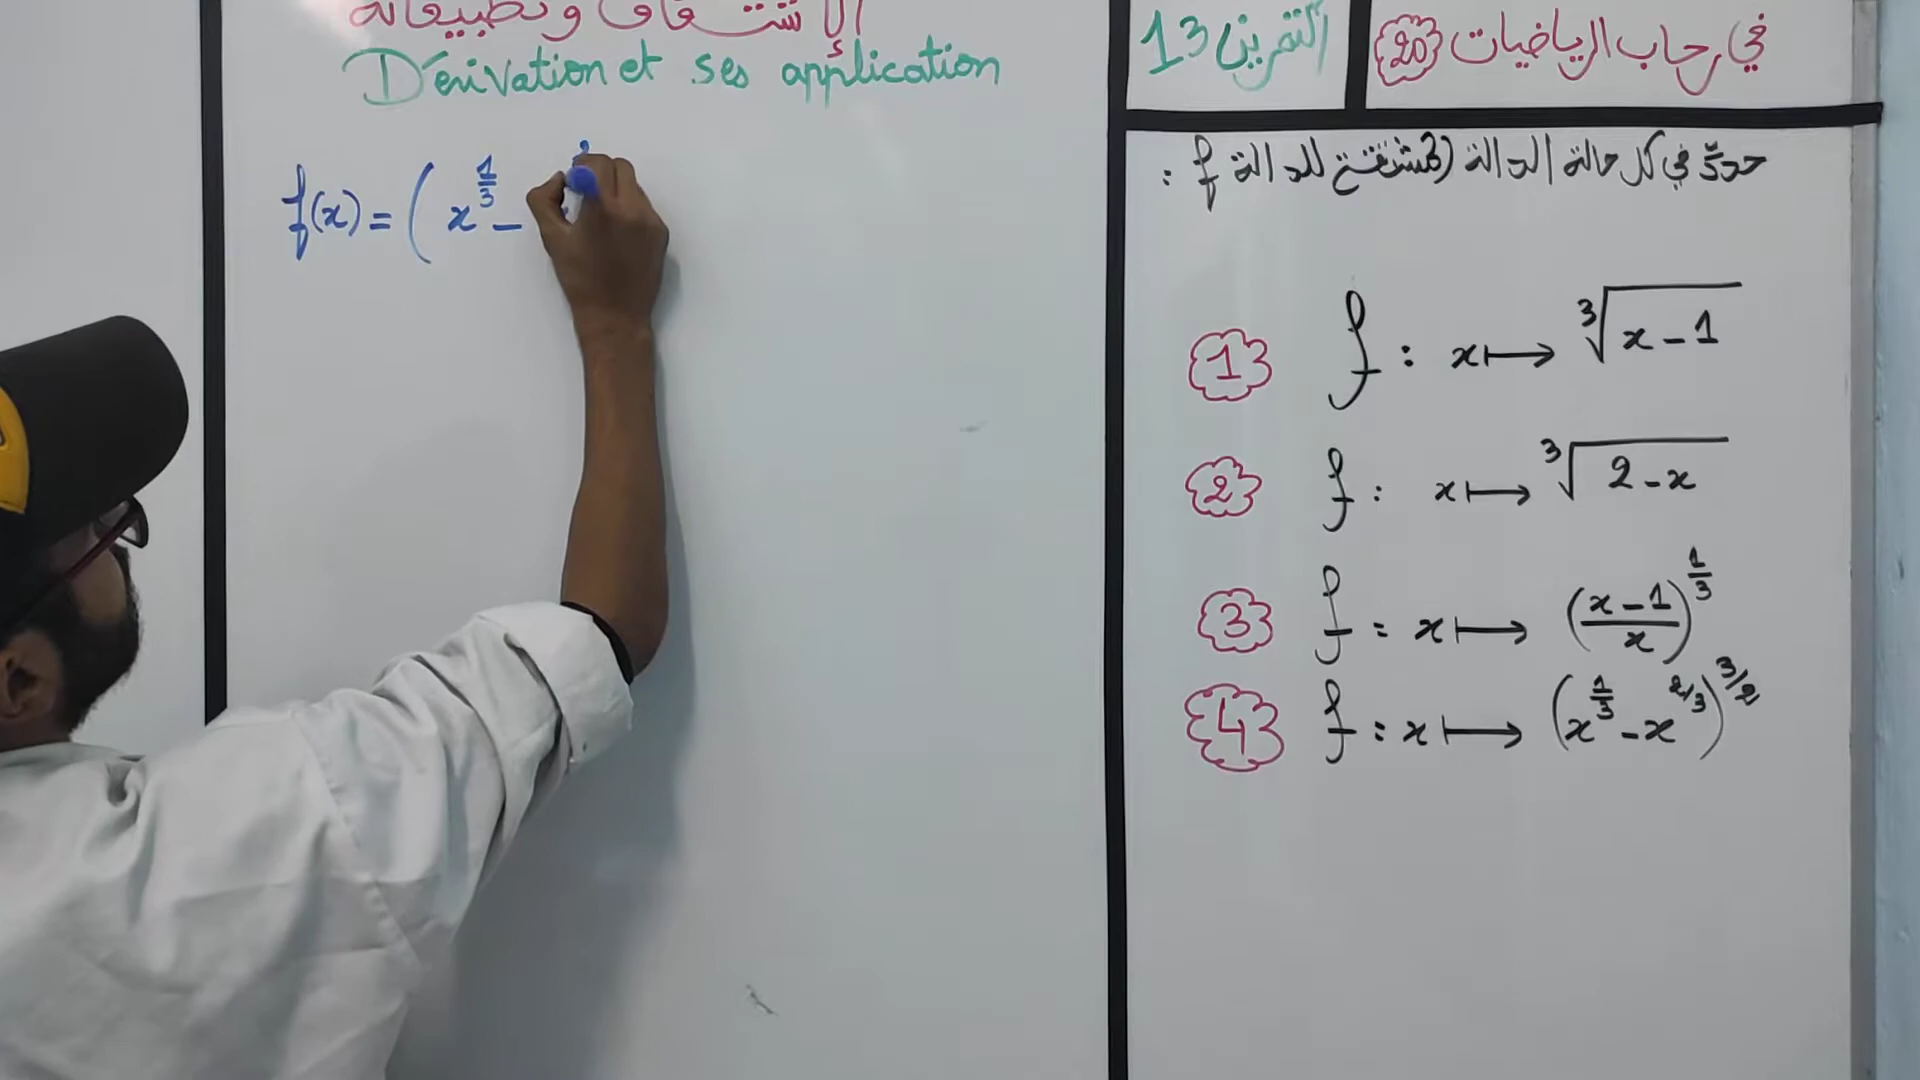 الاشتقاق وتطبيقاته
Dérivation et ses application
f(x) = ( x^{1/3} -
التمرين 13
في رحاب الرياضيات 20
حدد في كل حالة الدالة المشتقة للدالة f :
1 f : x ⟼ ∛(x - 1)
2 f : x ⟼ ∛(2 - x)
3 f : x ⟼ ((x - 1)/x)^{1/3}
4 f : x ⟼ (x^{1/3} - x^{2/3})^{3/2}